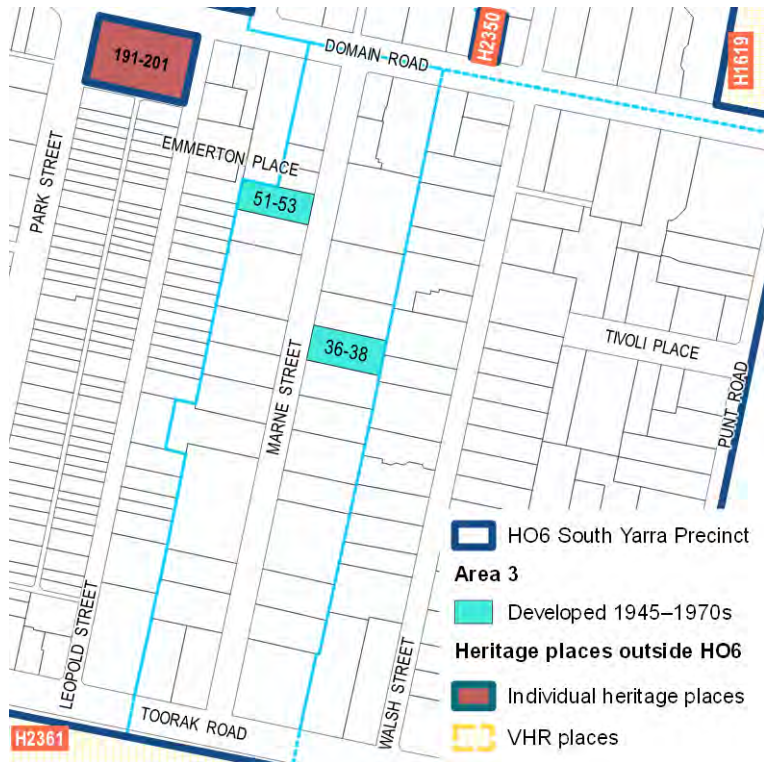 191-201
DOMAIN ROAD
H2350
H1619
EMMERTON PLACE
PARK STREET
51-53
36-38
TIVOLI PLACE
MARNE STREET
PUNT ROAD
LEOPOLD STREET
WALSH STREET
TOORAK ROAD
H2361
HO6 South Yarra Precinct
Area 3
Developed 1945–1970s
Heritage places outside HO6
Individual heritage places
VHR places